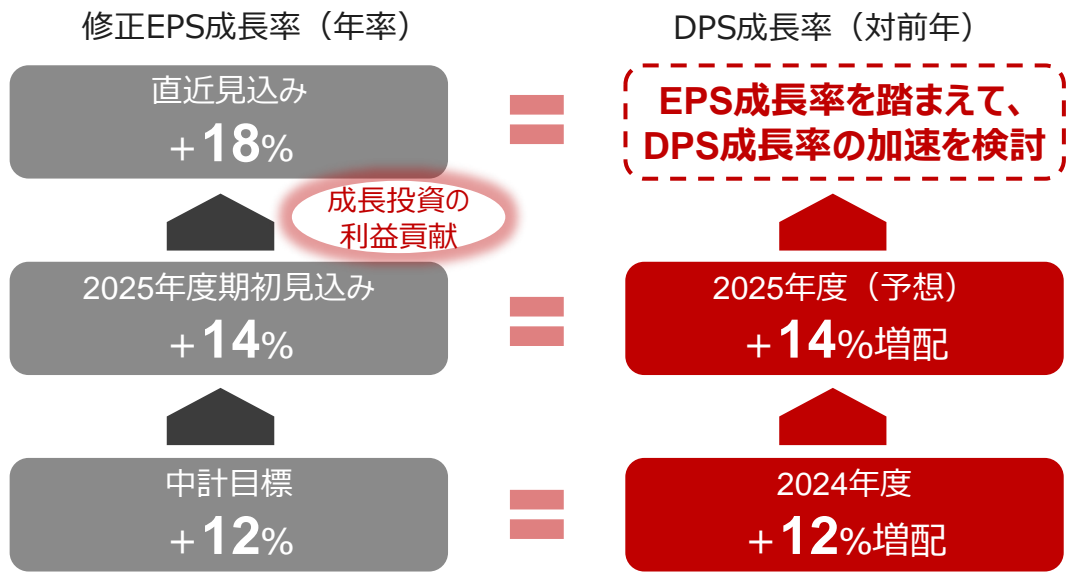 修正EPS成長率（年率）
DPS成長率（対前年）
直近見込み
+18%
EPS成長率を踏まえて、
DPS成長率の加速を検討
成長投資の
利益貢献
2025年度期初見込み
+14%
2025年度（予想）
+14%増配
中計目標
+12%
2024年度
+12%増配